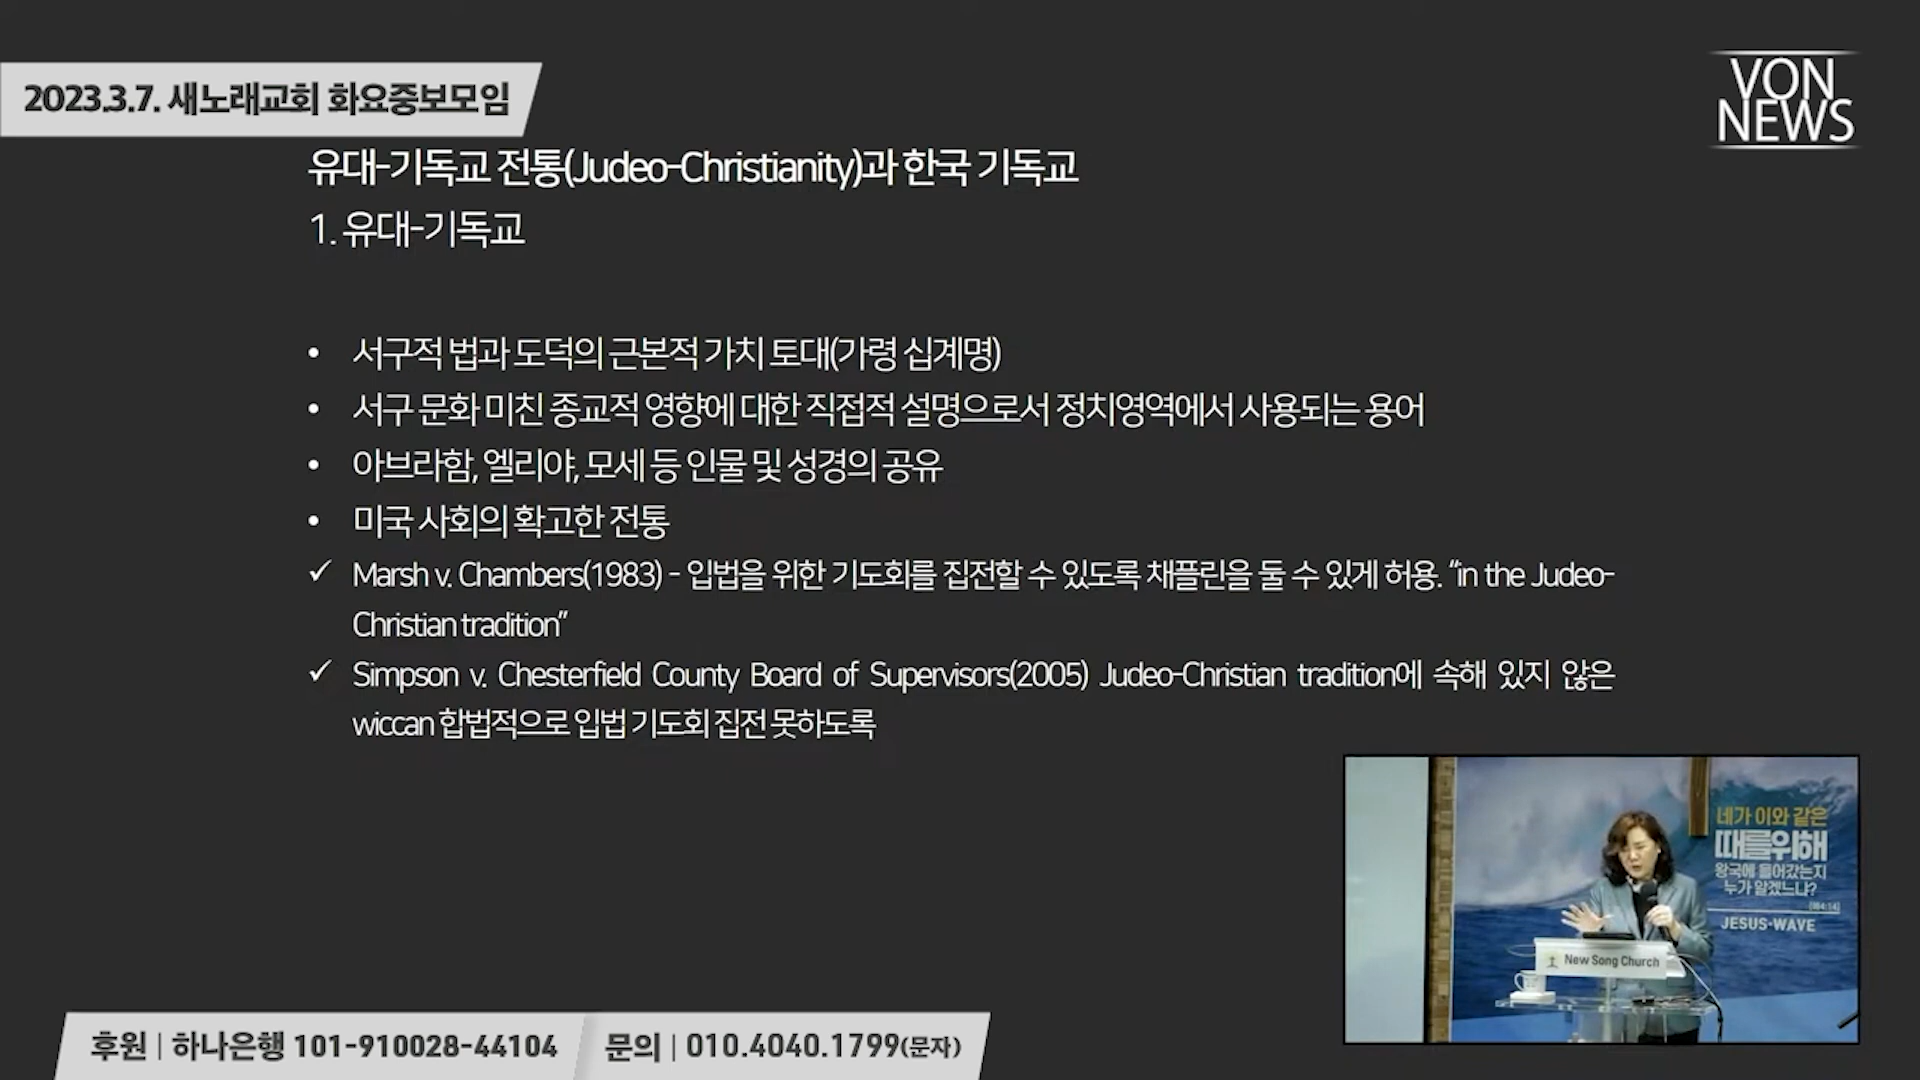 2023.3.7. 새노래교회 화요중보모임
VON
NEWS
유대-기독교 전통(Judeo-Christianity)과 한국 기독교
1. 유대-기독교
• 서구적 법과 도덕의 근본적 가치 토대(가령 십계명)
• 서구 문화 미친 종교적 영향에 대한 직접적 설명으로서 정치영역에서 사용되는 용어
• 아브라함, 엘리야, 모세 등 인물 및 성경의 공유
• 미국 사회의 확고한 전통
✓ Marsh v. Chambers(1983) - 입법을 위한 기도회를 집전할 수 있도록 채플린을 둘 수 있게 허용. “in the Judeo-
Christian tradition”
✓ Simpson v. Chesterfield County Board of Supervisors(2005) Judeo-Christian tradition에 속해 있지 않은
wiccan 합법적으로 입법 기도회 집전 못하도록
네가 이와 같은
때를위해
왕국에 들어갔는지
누가 알겠느냐?
JESUS-WAVE
New Song Church
후원 | 하나은행 101-910028-44104
문의 | 010.4040.1799(문자)